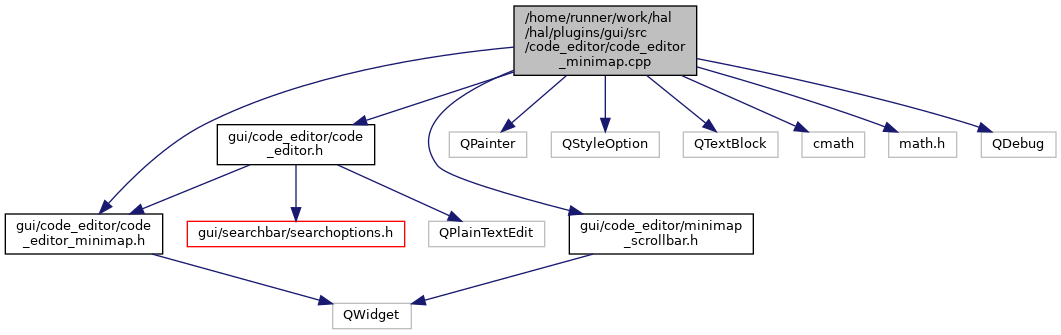 /home/runner/work/hal
/hal/plugins/gui/src
/code_editor/code_editor
_minimap.cpp
gui/code_editor/code
_editor.h
QPainter
QStyleOption
QTextBlock
cmath
math.h
QDebug
gui/code_editor/code
_editor_minimap.h
gui/searchbar/searchoptions.h
QPlainTextEdit
gui/code_editor/minimap
_scrollbar.h
QWidget